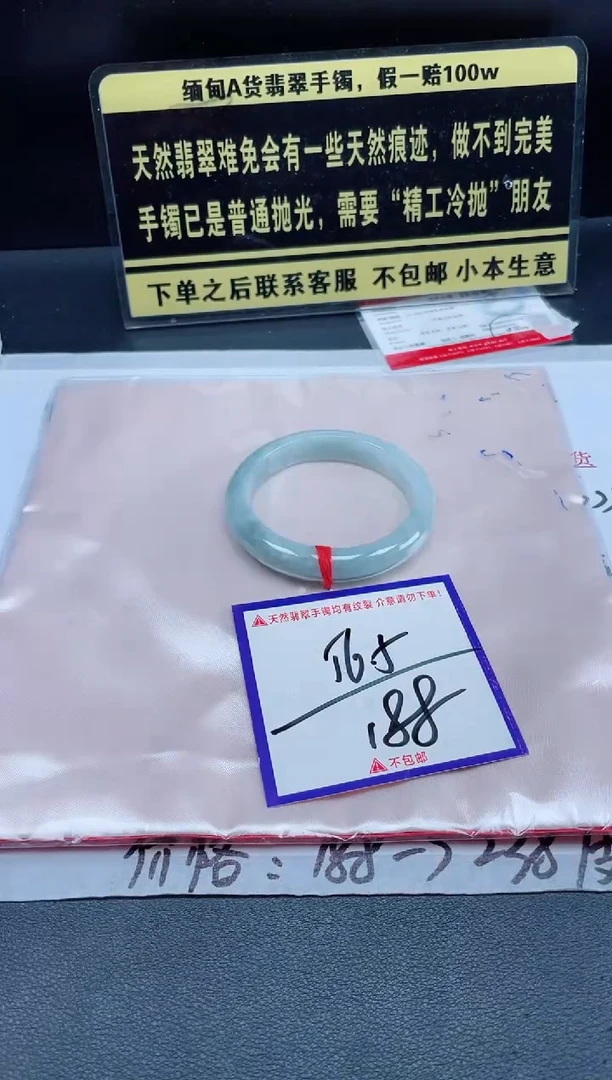 缅甸A货翡翠手镯，假一赔100w
天然翡翠难免会有一些天然痕迹，做不到完美
手镯已是普通抛光，需要“精工冷抛”朋友
下单之后联系客服 不包邮 小本生意
货
天然翡翠手镯均有纹裂 介意请勿下单！
188
不包邮
价格：188